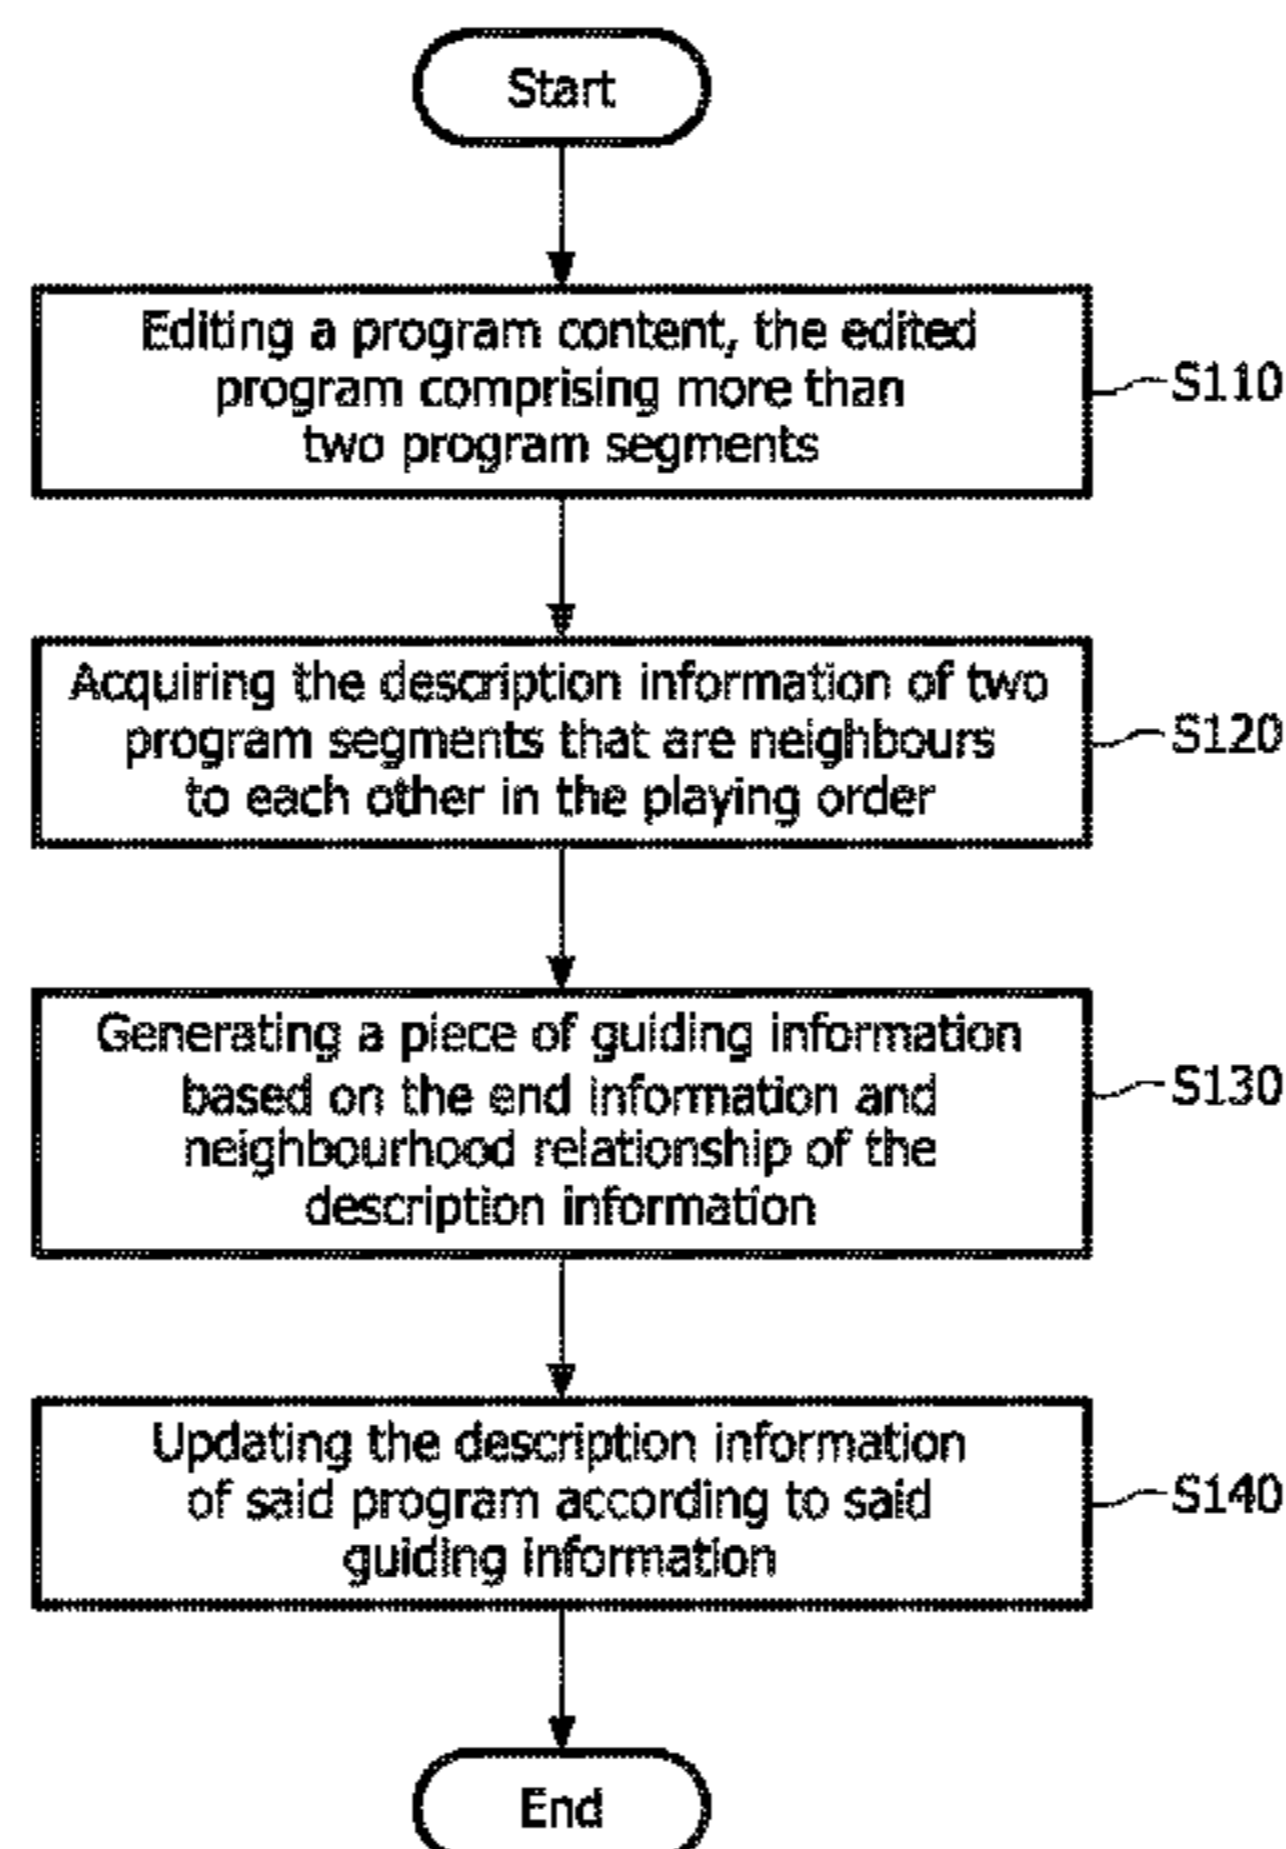 Start
Editing a program content, the edited
program comprising more than
two program segments
S110
Acquiring the description information of two
program segments that are neighbours
to each other in the playing order
S120
Generating a piece of guiding information
based on the end information and
neighbourhood relationship of the
description information
S130
Updating the description information
of said program according to said
guiding information
S140
End